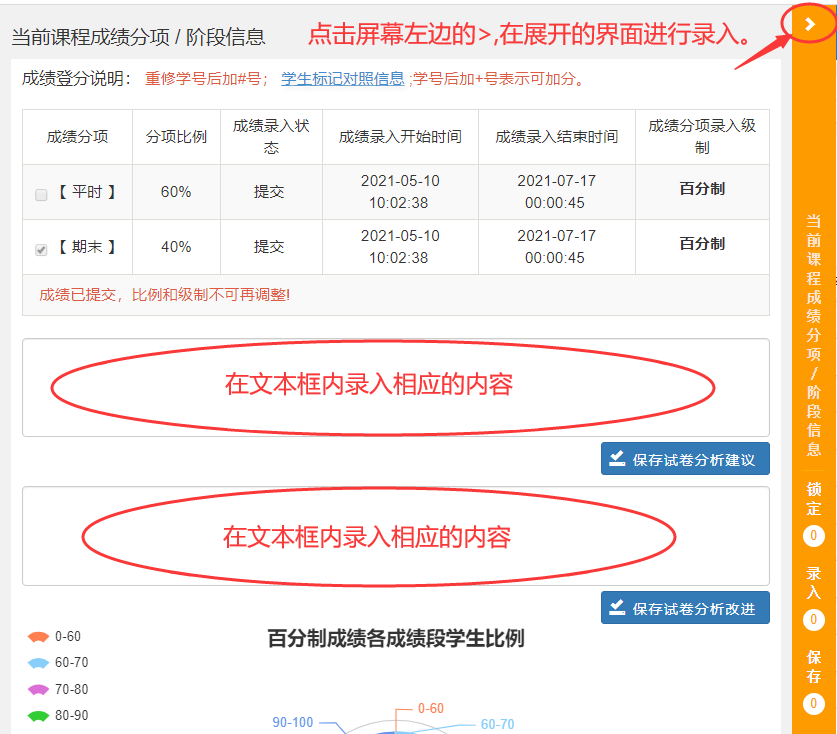 当前课程成绩分项 / 阶段信息
点击屏幕左边的>,在展开的界面进行录入。
成绩登分说明： 重修学号后加#号； 学生标记对照信息 ;学号后加+号表示可加分。
成绩分项 分项比例 成绩录入状态 成绩录入开始时间 成绩录入结束时间 成绩分项录入级制
【 平时 】 60% 提交 2021-05-10 10:02:38 2021-07-17 00:00:45 百分制
【 期末 】 40% 提交 2021-05-10 10:02:38 2021-07-17 00:00:45 百分制
成绩已提交，比例和级制不可再调整!
在文本框内录入相应的内容
保存试卷分析建议
在文本框内录入相应的内容
保存试卷分析改进
百分制成绩各成绩段学生比例
0-60
60-70
70-80
80-90
90-100
0-60
60-70
当前课程成绩分项/阶段信息
锁定
0
录入
0
保存
0